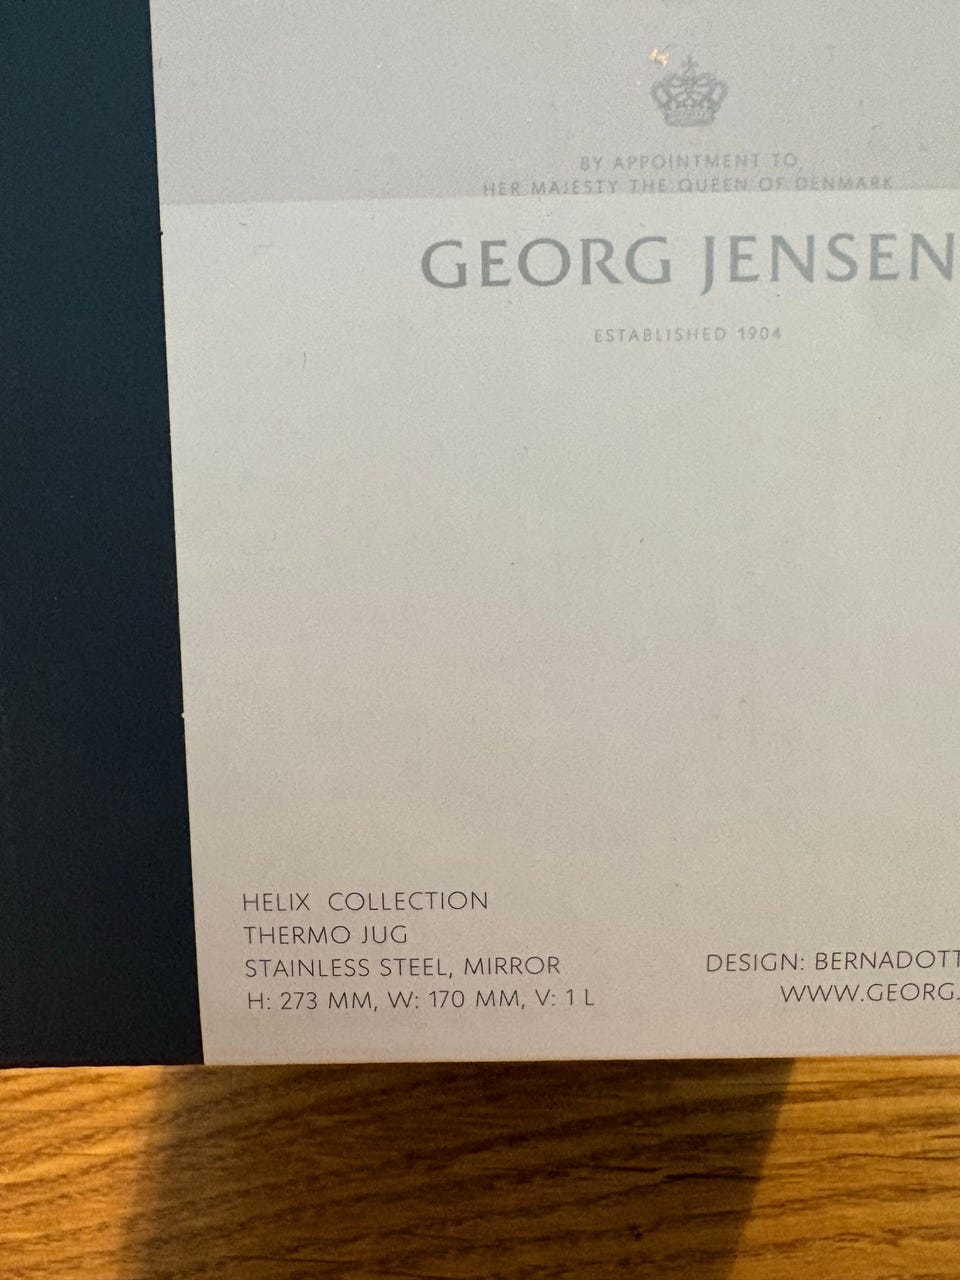 BY APPOINTMENT TO
HER MAJESTY THE QUEEN OF DENMARK
GEORG JENSEN
ESTABLISHED 1904
HELIX COLLECTION
THERMO JUG
STAINLESS STEEL, MIRROR
H: 273 MM, W: 170 MM, V: 1 L
DESIGN: BERNADOTT
WWW.GEORG.